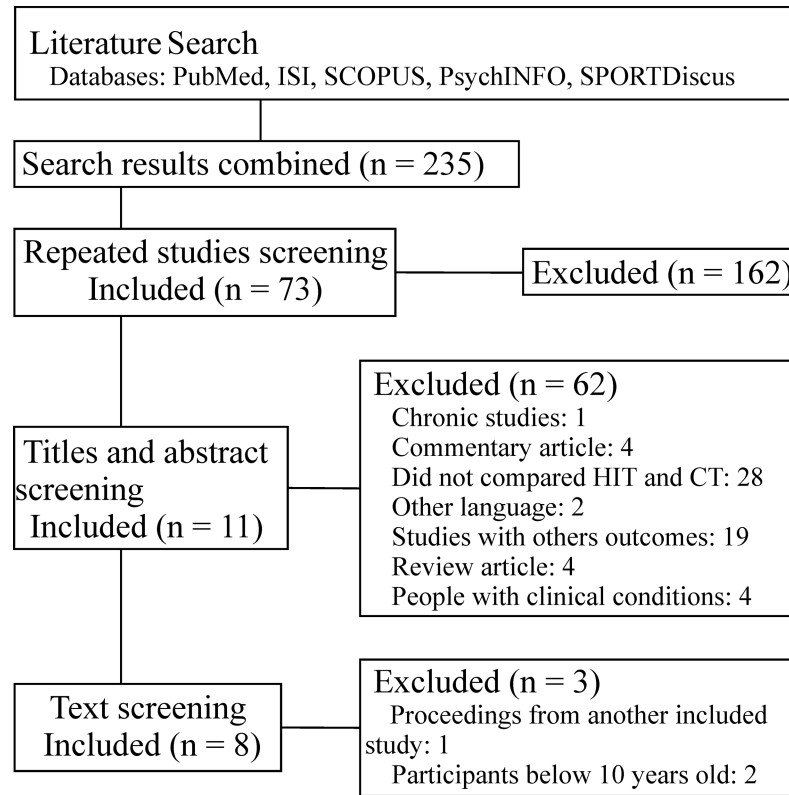 Literature Search
Databases: PubMed, ISI, SCOPUS, PsychINFO, SPORTDiscus
Search results combined (n = 235)
Repeated studies screening
Included (n = 73)
Excluded (n = 162)
Titles and abstract
screening
Included (n = 11)
Excluded (n = 62)
Chronic studies: 1
Commentary article: 4
Did not compared HIT and CT: 28
Other language: 2
Studies with others outcomes: 19
Review article: 4
People with clinical conditions: 4
Text screening
Included (n = 8)
Excluded (n = 3)
Proceedings from another included
study: 1
Participants below 10 years old: 2